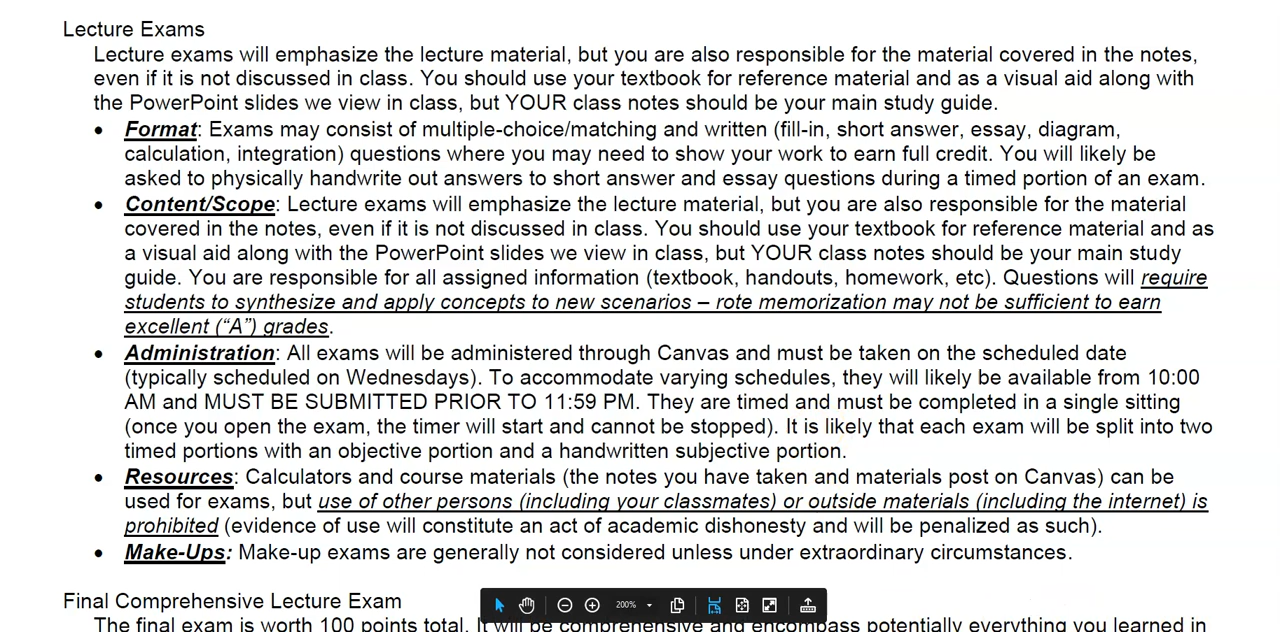 Lecture Exams
Lecture exams will emphasize the lecture material, but you are also responsible for the material covered in the notes,
even if it is not discussed in class. You should use your textbook for reference material and as a visual aid along with
the PowerPoint slides we view in class, but YOUR class notes should be your main study guide.
• Format: Exams may consist of multiple-choice/matching and written (fill-in, short answer, essay, diagram,
calculation, integration) questions where you may need to show your work to earn full credit. You will likely be
asked to physically handwrite out answers to short answer and essay questions during a timed portion of an exam.
• Content/Scope: Lecture exams will emphasize the lecture material, but you are also responsible for the material
covered in the notes, even if it is not discussed in class. You should use your textbook for reference material and as
a visual aid along with the PowerPoint slides we view in class, but YOUR class notes should be your main study
guide. You are responsible for all assigned information (textbook, handouts, homework, etc). Questions will require
students to synthesize and apply concepts to new scenarios – rote memorization may not be sufficient to earn
excellent (“A”) grades.
• Administration: All exams will be administered through Canvas and must be taken on the scheduled date
(typically scheduled on Wednesdays). To accommodate varying schedules, they will likely be available from 10:00
AM and MUST BE SUBMITTED PRIOR TO 11:59 PM. They are timed and must be completed in a single sitting
(once you open the exam, the timer will start and cannot be stopped). It is likely that each exam will be split into two
timed portions with an objective portion and a handwritten subjective portion.
• Resources: Calculators and course materials (the notes you have taken and materials post on Canvas) can be
used for exams, but use of other persons (including your classmates) or outside materials (including the internet) is
prohibited (evidence of use will constitute an act of academic dishonesty and will be penalized as such).
• Make-Ups: Make-up exams are generally not considered unless under extraordinary circumstances.
Final Comprehensive Lecture Exam
200%
The final exam is worth 100 points total. It will be comprehensive and encompass potentially everything you learned in